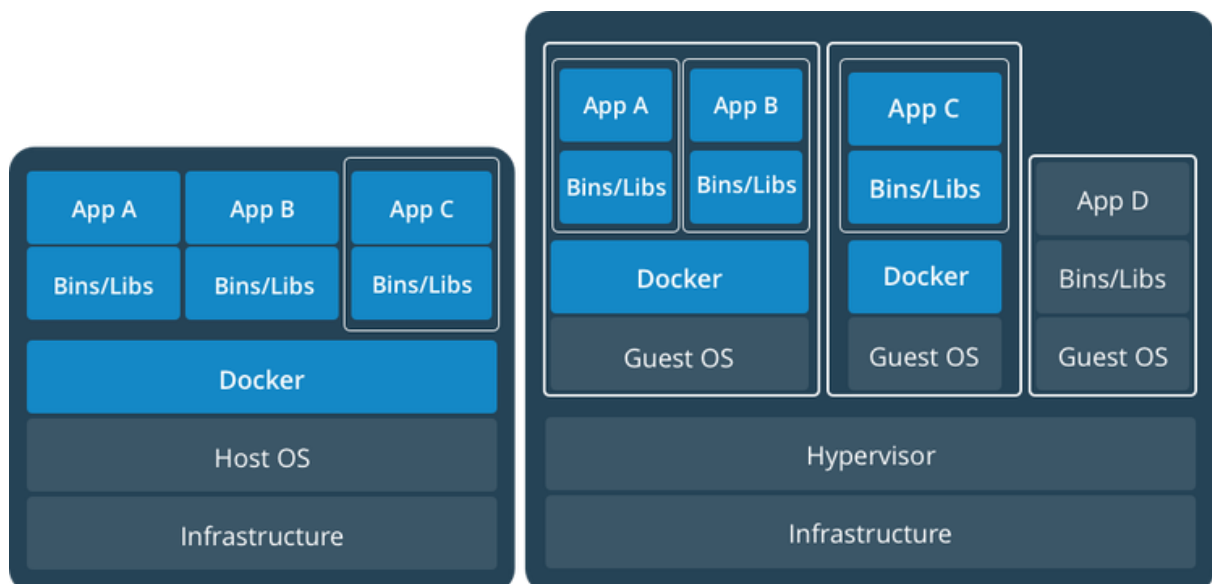 App A
App B
App C
Bins/Libs
Bins/Libs
Bins/Libs
Docker
Host OS
Infrastructure
App A
App B
App C
Bins/Libs
Bins/Libs
Bins/Libs
App D
Docker
Docker
Bins/Libs
Guest OS
Guest OS
Guest OS
Hypervisor
Infrastructure